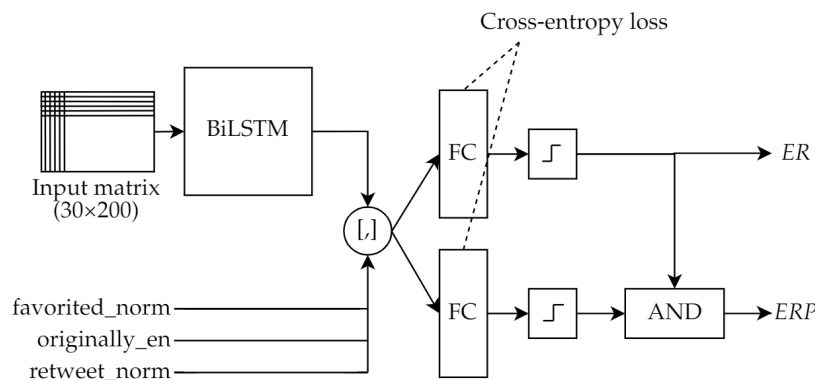 Cross-entropy loss
BiLSTM
Input matrix
(30×200)
FC
ER
[,]
favorited_norm
originally_en
retweet_norm
FC
AND
ERP